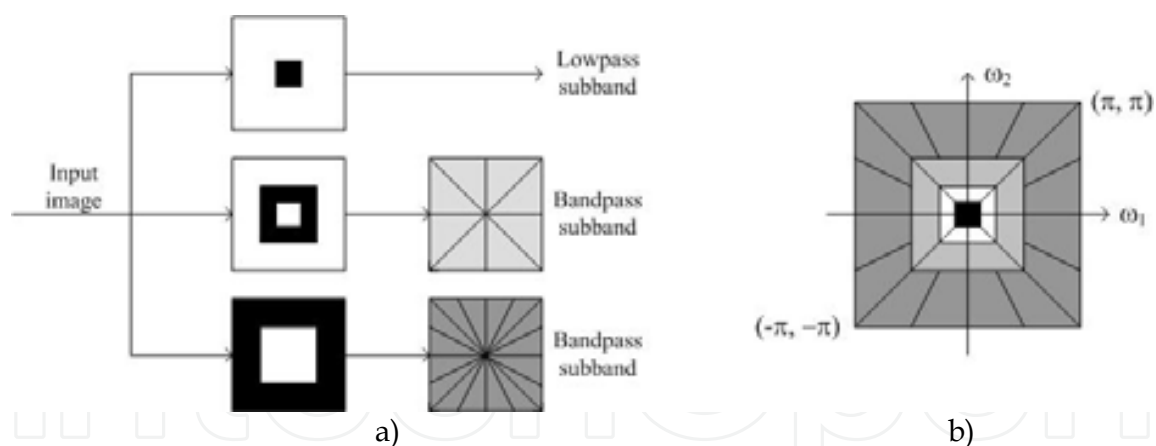 Lowpass
subband
Input
image
Bandpass
subband
Bandpass
subband
a)
ω2
(π, π)
ω1
(-π, −π)
b)